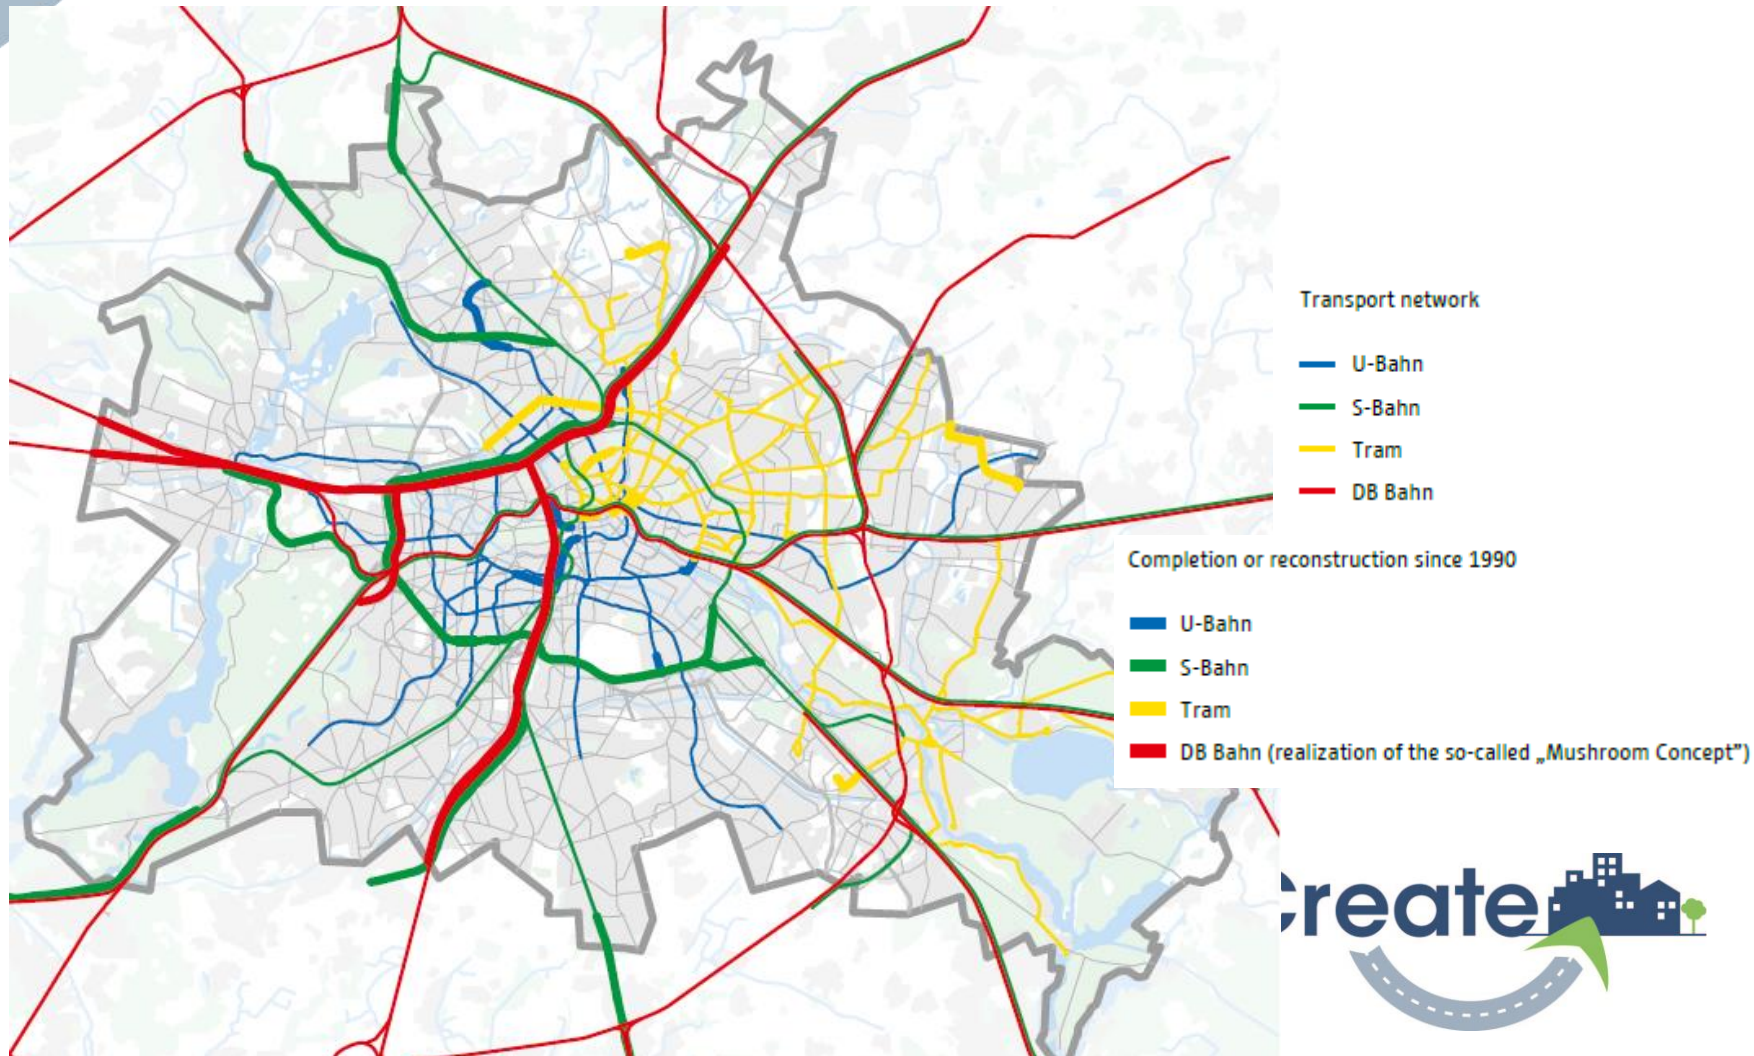 Transport network
U-Bahn
S-Bahn
Tram
DB Bahn
Completion or reconstruction since 1990
U-Bahn
S-Bahn
Tram
DB Bahn (realization of the so-called „Mushroom Concept”)
Create